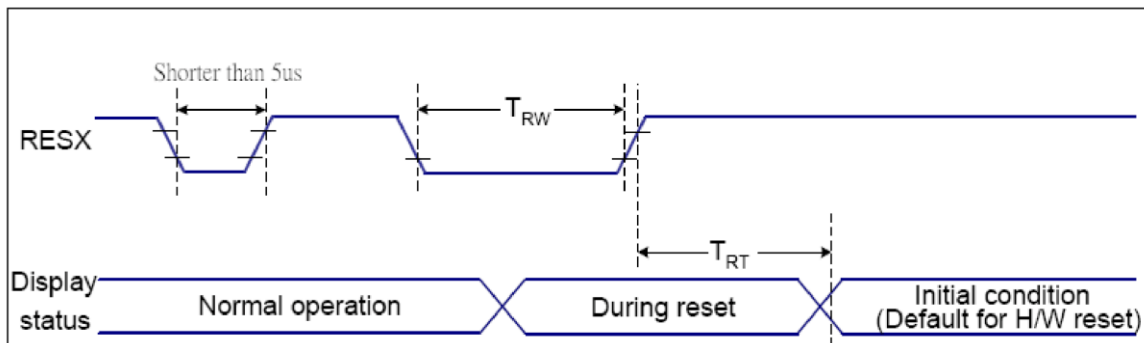 Shorter than 5us
RESX
TRW
TRT
Display
status
Normal operation
During reset
Initial condition
(Default for H/W reset)